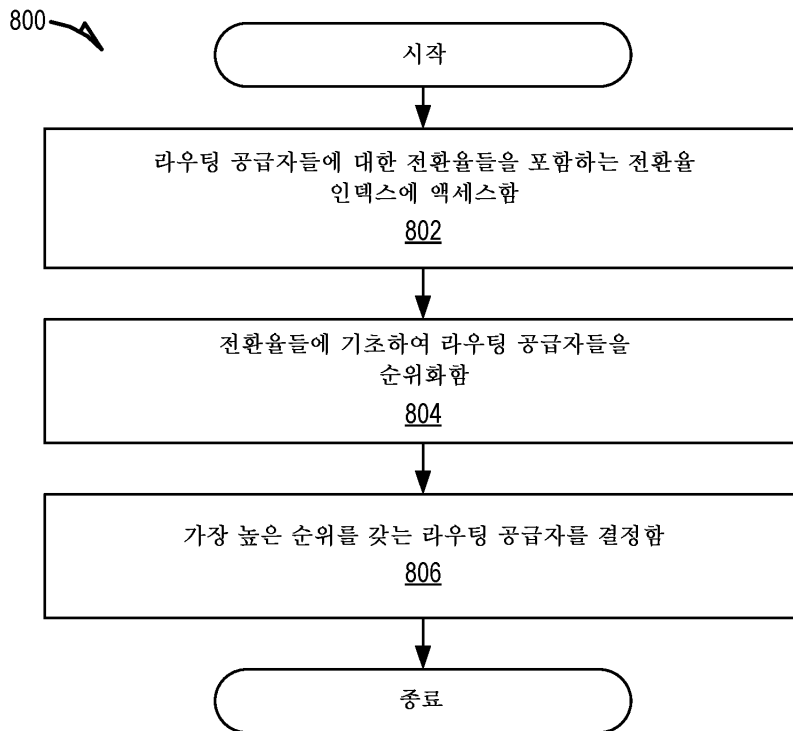 800
시작
라우팅 공급자들에 대한 전환율들을 포함하는 전환율
인덱스에 액세스함
802
전환율들에 기초하여 라우팅 공급자들을
순위화함
804
가장 높은 순위를 갖는 라우팅 공급자를 결정함
806
종료